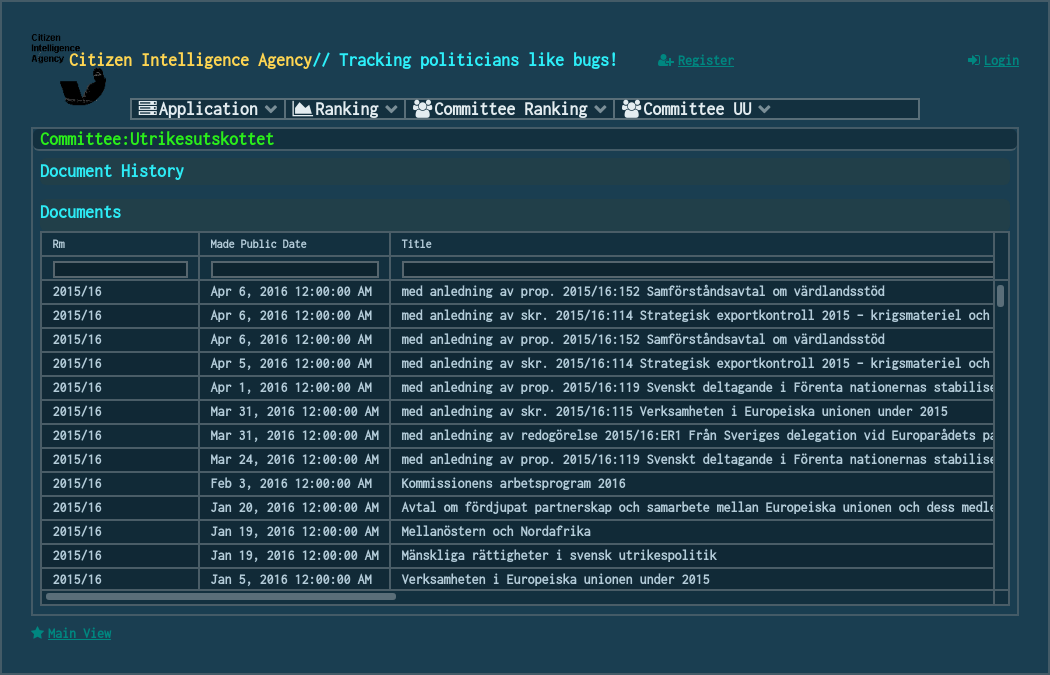 Citizen
Intelligence
Agency
Citizen Intelligence Agency// Tracking politicians like bugs!
Register
Login
Application
Ranking
Committee Ranking
Committee UU
Committee:Utrikesutskottet
Document History
Documents
Rm Made Public Date Title
2015/16 Apr 6, 2016 12:00:00 AM med anledning av prop. 2015/16:152 Samförståndsavtal om värdlandsstöd
2015/16 Apr 6, 2016 12:00:00 AM med anledning av skr. 2015/16:114 Strategisk exportkontroll 2015 – krigsmateriel och
2015/16 Apr 6, 2016 12:00:00 AM med anledning av prop. 2015/16:152 Samförståndsavtal om värdlandsstöd
2015/16 Apr 5, 2016 12:00:00 AM med anledning av skr. 2015/16:114 Strategisk exportkontroll 2015 – krigsmateriel och
2015/16 Apr 1, 2016 12:00:00 AM med anledning av prop. 2015/16:119 Svenskt deltagande i Förenta nationernas stabilise
2015/16 Mar 31, 2016 12:00:00 AM med anledning av skr. 2015/16:115 Verksamheten i Europeiska unionen under 2015
2015/16 Mar 31, 2016 12:00:00 AM med anledning av redogörelse 2015/16:ER1 Från Sveriges delegation vid Europarådets pa
2015/16 Mar 24, 2016 12:00:00 AM med anledning av prop. 2015/16:119 Svenskt deltagande i Förenta nationernas stabilise
2015/16 Feb 3, 2016 12:00:00 AM Kommissionens arbetsprogram 2016
2015/16 Jan 20, 2016 12:00:00 AM Avtal om fördjupat partnerskap och samarbete mellan Europeiska unionen och dess medle
2015/16 Jan 19, 2016 12:00:00 AM Mellanöstern och Nordafrika
2015/16 Jan 19, 2016 12:00:00 AM Mänskliga rättigheter i svensk utrikespolitik
2015/16 Jan 5, 2016 12:00:00 AM Verksamheten i Europeiska unionen under 2015
Main View